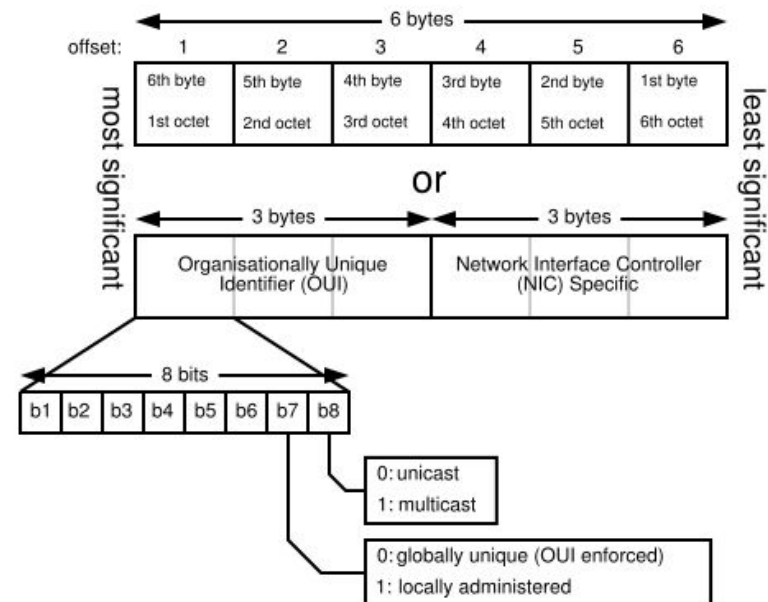 6 bytes
offset: 1 2 3 4 5 6
6th byte 5th byte 4th byte 3rd byte 2nd byte 1st byte
1st octet 2nd octet 3rd octet 4th octet 5th octet 6th octet
most significant
least significant
or
3 bytes 3 bytes
Organisationally Unique
Identifier (OUI)
Network Interface Controller
(NIC) Specific
8 bits
b1 b2 b3 b4 b5 b6 b7 b8
0: unicast
1: multicast
0: globally unique (OUI enforced)
1: locally administered